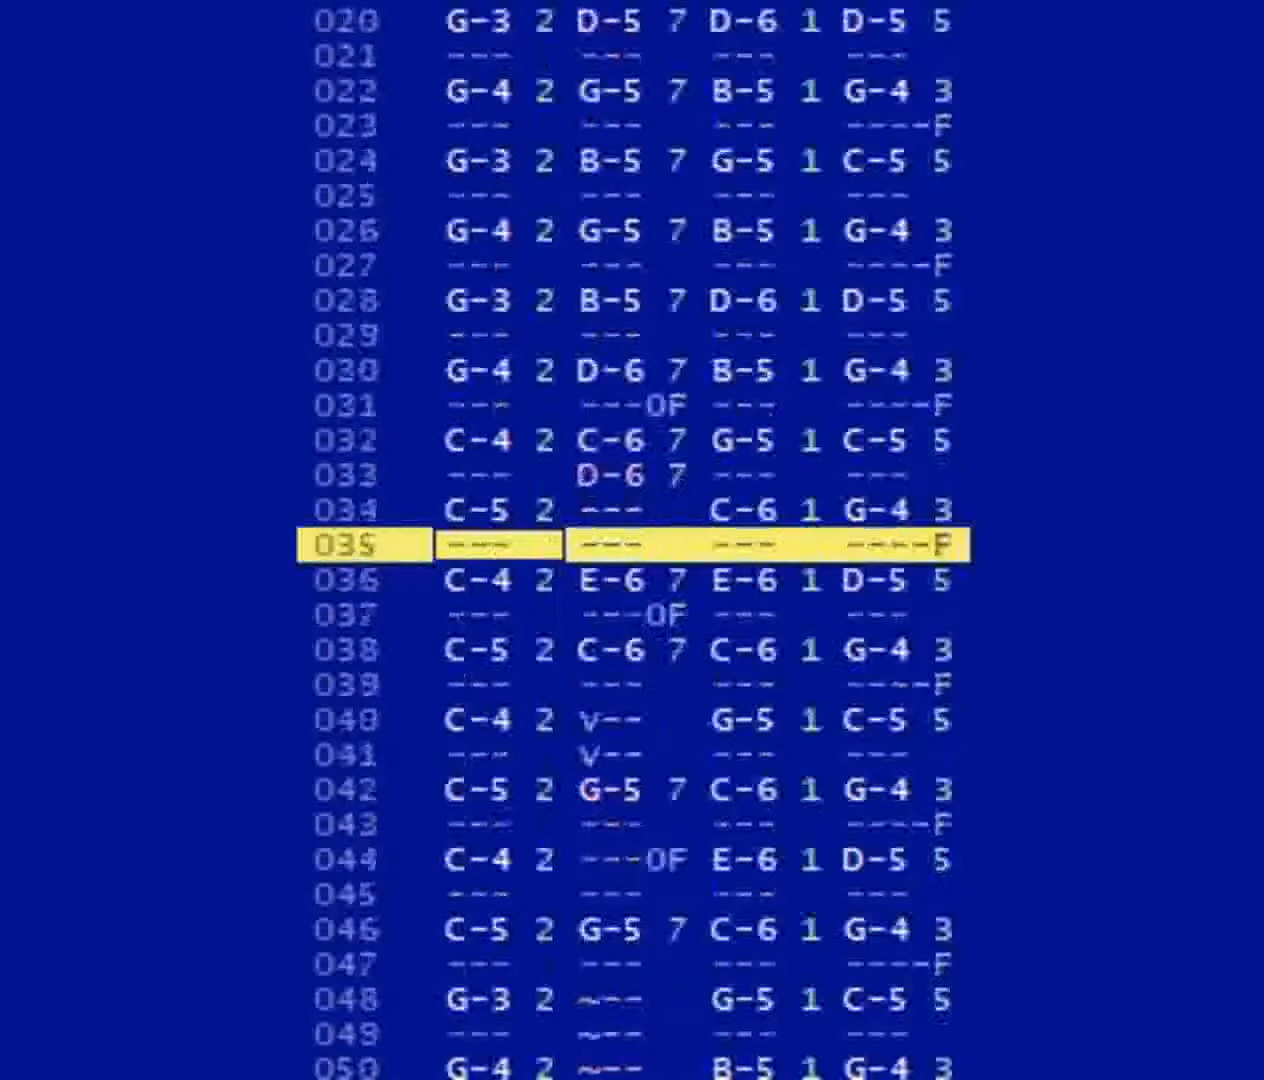 020 G-3 2 D-5 7 D-6 1 D-5 5
021 --- --- --- ---
022 G-4 2 G-5 7 B-5 1 G-4 3
023 --- --- --- -----F
024 G-3 2 B-5 7 G-5 1 C-5 5
025 --- --- --- ---
026 G-4 2 G-5 7 B-5 1 G-4 3
027 --- --- --- -----F
028 G-3 2 B-5 7 D-6 1 D-5 5
029 --- --- --- ---
030 G-4 2 D-6 7 B-5 1 G-4 3
031 --- ---0F --- -----F
032 C-4 2 C-6 7 G-5 1 C-5 5
033 --- D-6 7 --- ---
034 C-5 2 --- C-6 1 G-4 3
035 --- --- --- -----F
036 C-4 2 E-6 7 E-6 1 D-5 5
037 --- ---0F --- ---
038 C-5 2 C-6 7 C-6 1 G-4 3
039 --- --- --- -----F
040 C-4 2 v-- G-5 1 C-5 5
041 --- V-- --- ---
042 C-5 2 G-5 7 C-6 1 G-4 3
043 --- --- --- -----F
044 C-4 2 ---0F E-6 1 D-5 5
045 --- --- --- ---
046 C-5 2 G-5 7 C-6 1 G-4 3
047 --- --- --- -----F
048 G-3 2 ~-- G-5 1 C-5 5
049 --- ~-- --- ---
050 G-4 2 ~-- B-5 1 G-4 3